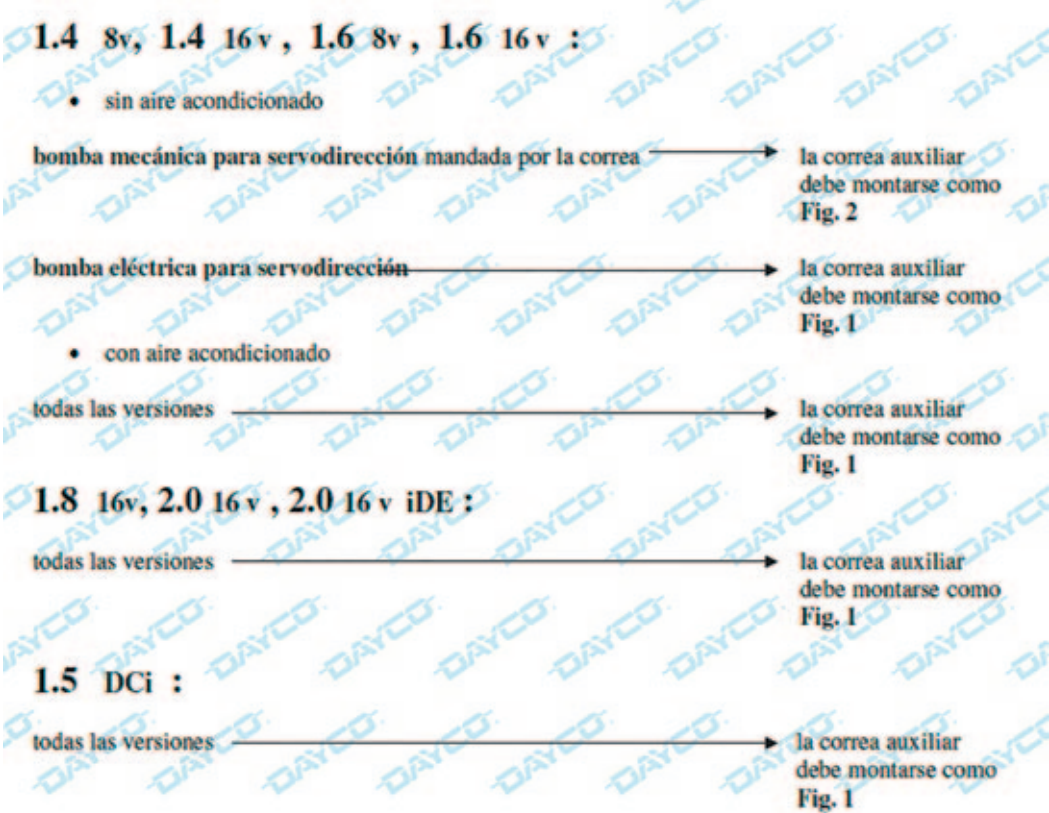 1.4 8v, 1.4 16 v , 1.6 8v , 1.6 16 v :
• sin aire acondicionado
bomba mecánica para servodirección mandada por la correa
la correa auxiliar
debe montarse como
Fig. 2
bomba eléctrica para servodirección
la correa auxiliar
debe montarse como
Fig. 1
• con aire acondicionado
todas las versiones
la correa auxiliar
debe montarse como
Fig. 1
1.8 16v, 2.0 16 v , 2.0 16 v iDE :
todas las versiones
la correa auxiliar
debe montarse como
Fig. 1
1.5 DCi :
todas las versiones
la correa auxiliar
debe montarse como
Fig. 1
DAYCO